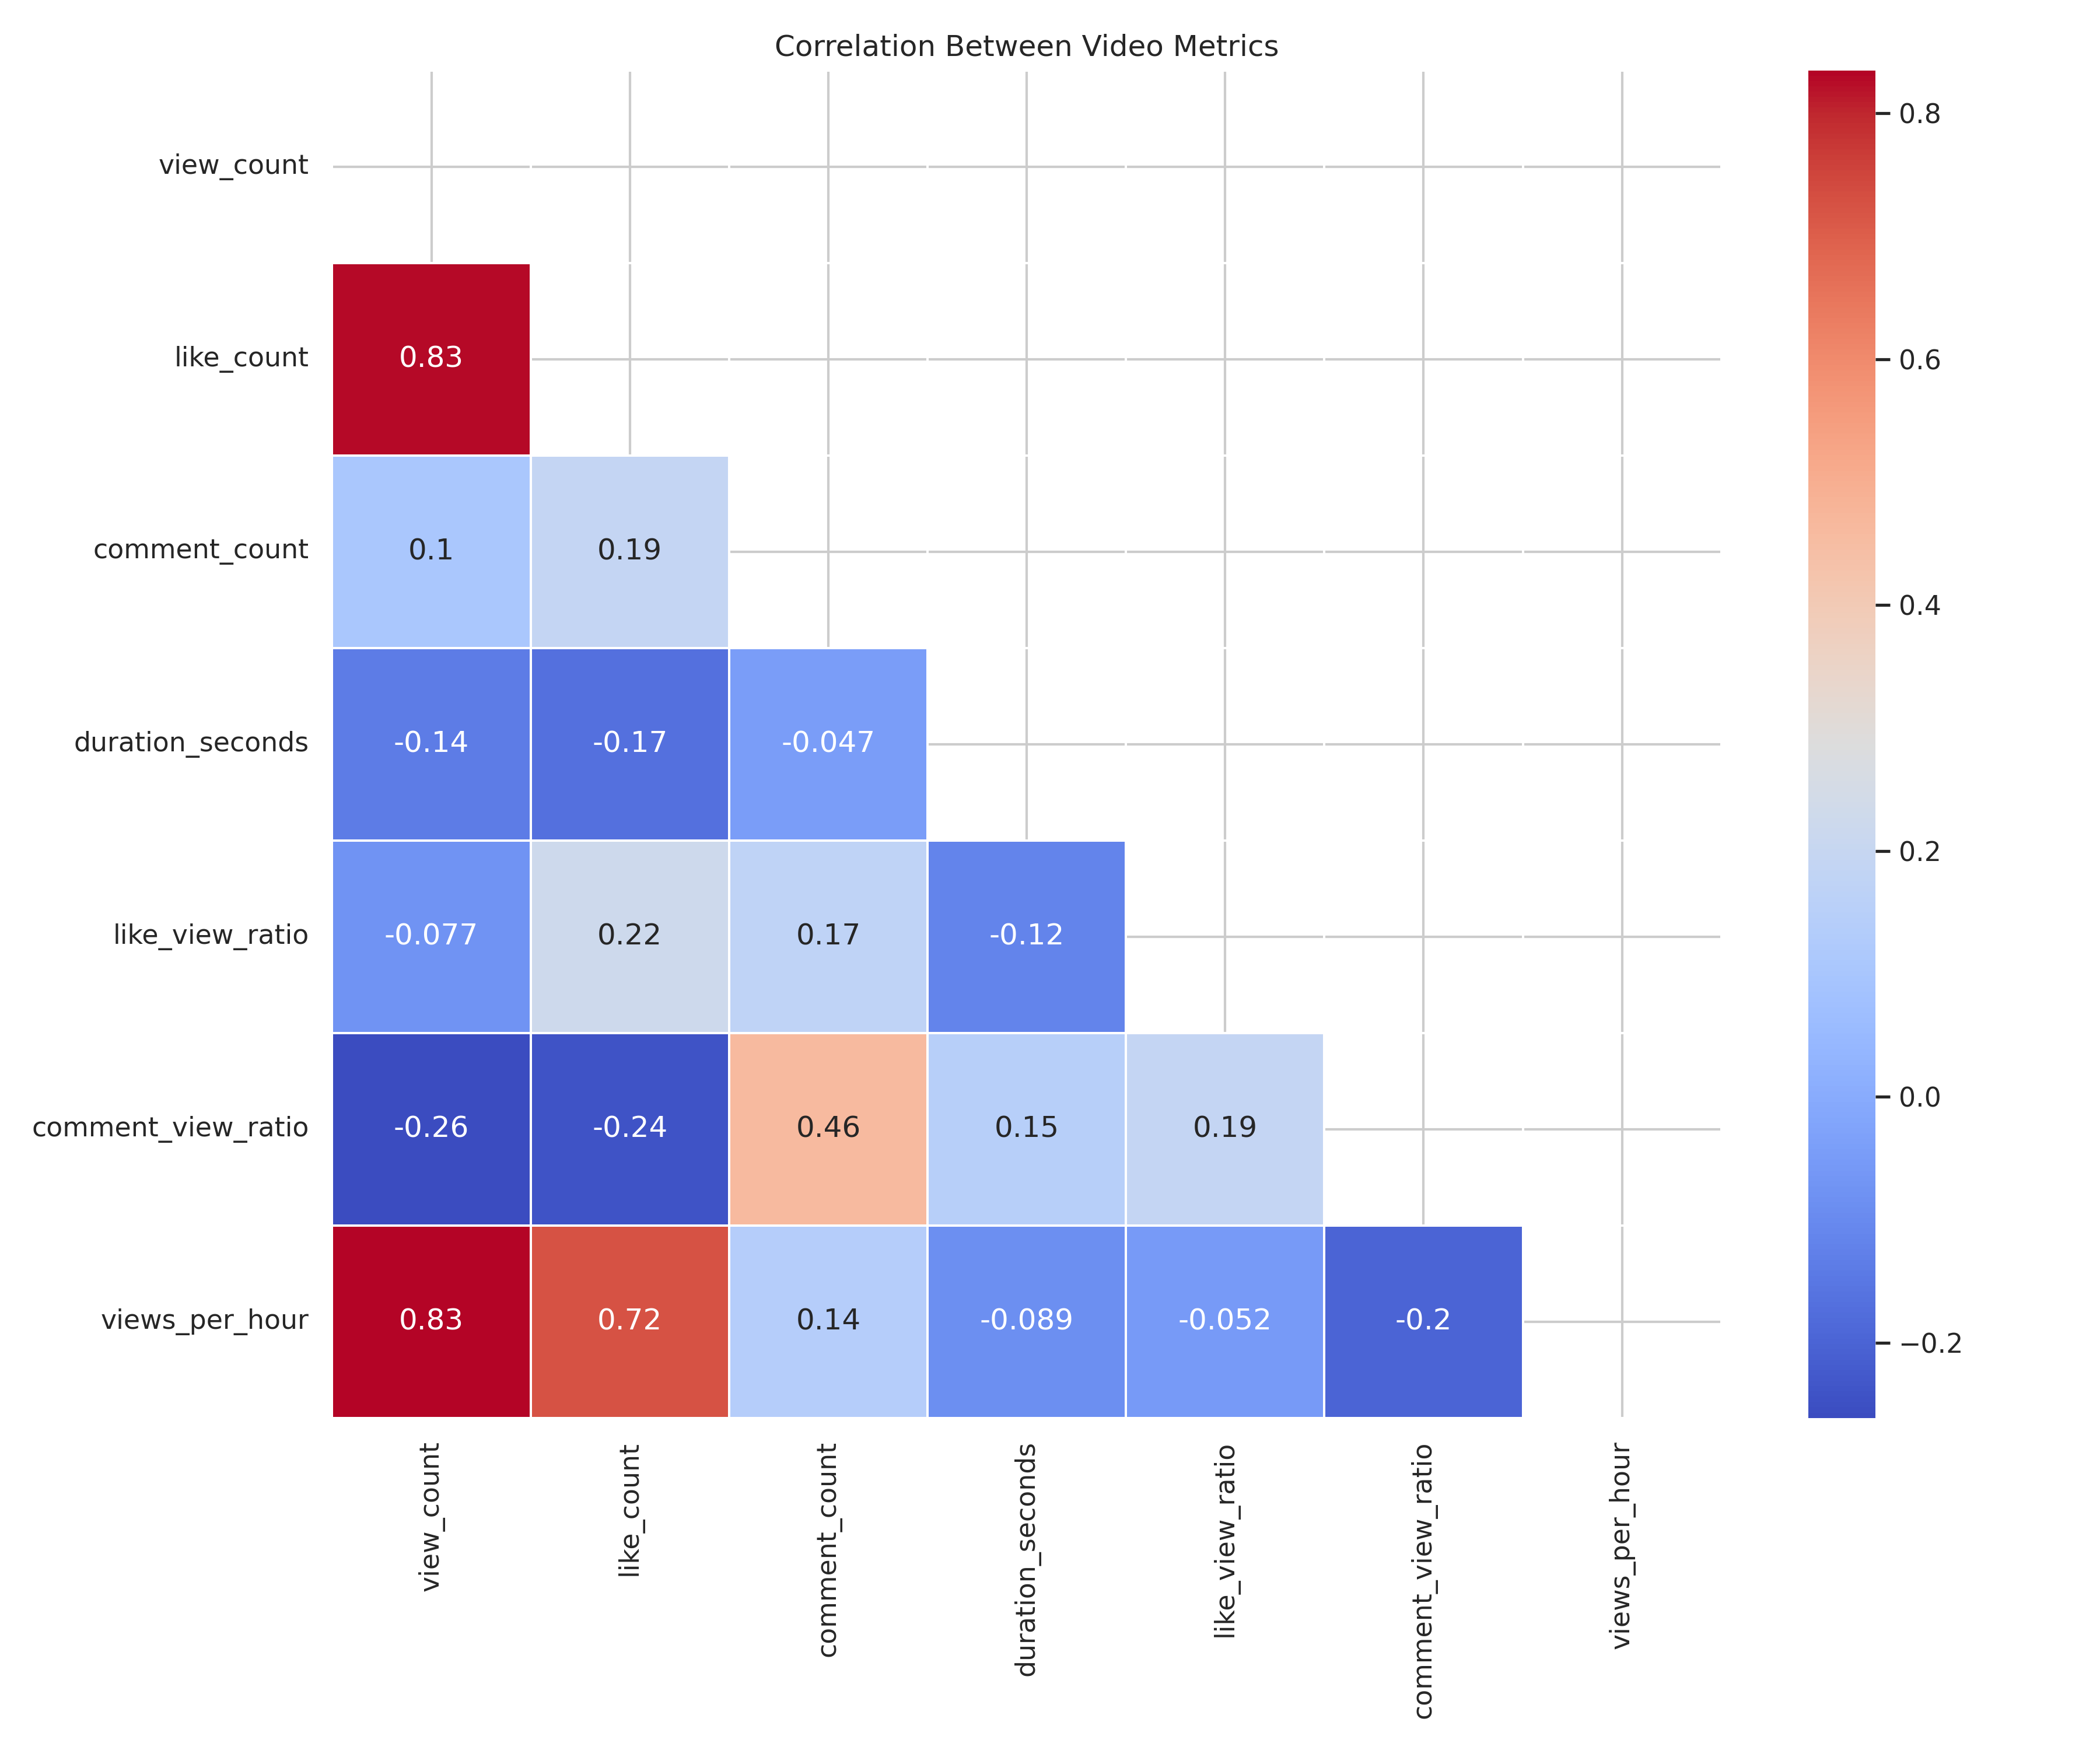 Correlation Between Video Metrics
view_count
like_count
0.83
comment_count
0.1 0.19
duration_seconds
-0.14 -0.17 -0.047
like_view_ratio
-0.077 0.22 0.17 -0.12
comment_view_ratio
-0.26 -0.24 0.46 0.15 0.19
views_per_hour
0.83 0.72 0.14 -0.089 -0.052 -0.2
view_count
like_count
comment_count
duration_seconds
like_view_ratio
comment_view_ratio
views_per_hour
0.8
0.6
0.4
0.2
0.0
−0.2